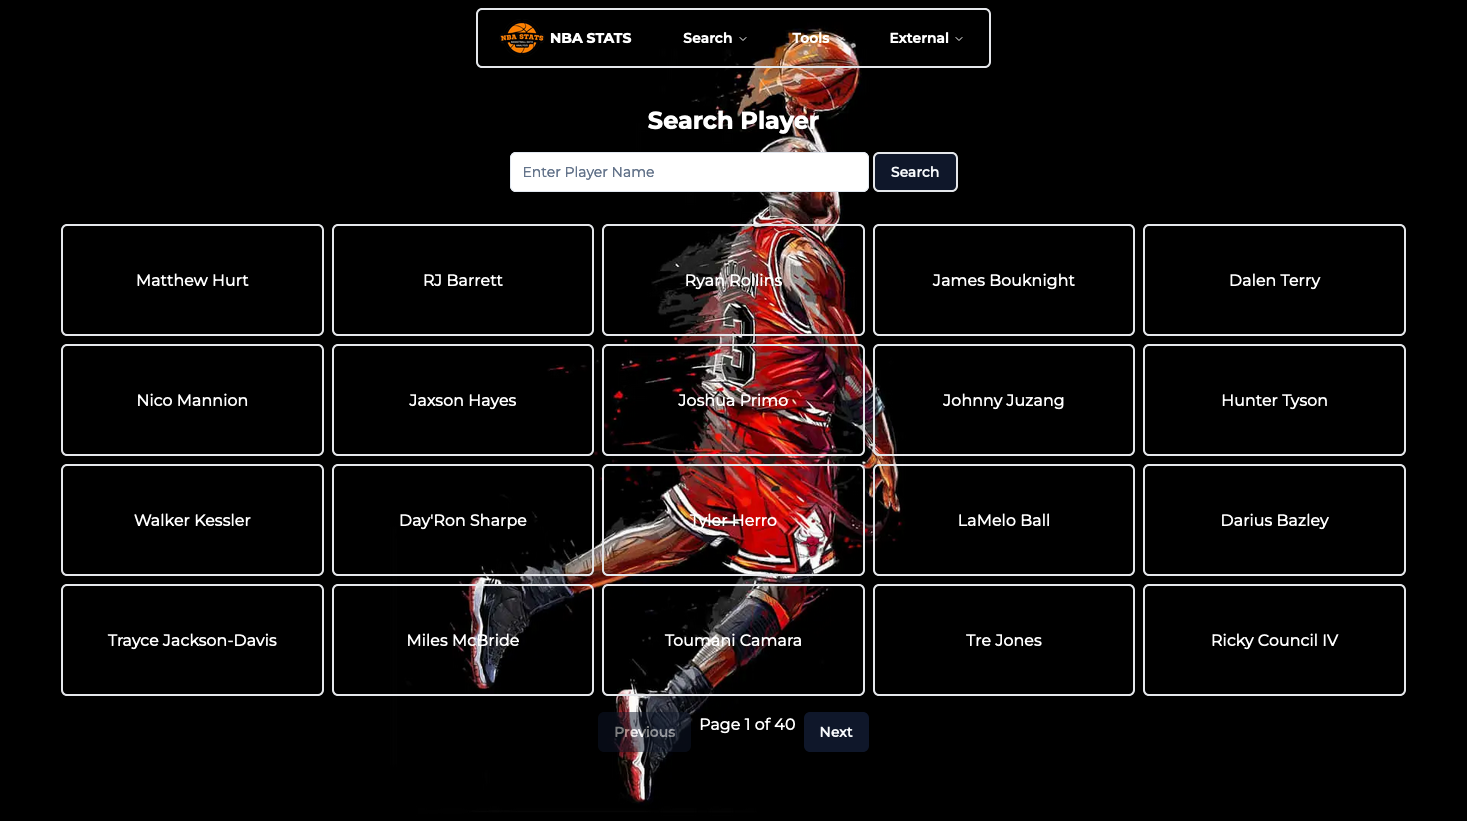 NBA STATS
NBA STATS Search Tools External
Search Player
Enter Player Name Search
Matthew Hurt RJ Barrett Ryan Rollins James Bouknight Dalen Terry
Nico Mannion Jaxson Hayes Joshua Primo Johnny Juzang Hunter Tyson
Walker Kessler Day'Ron Sharpe Tyler Herro LaMelo Ball Darius Bazley
Trayce Jackson-Davis Miles McBride Toumani Camara Tre Jones Ricky Council IV
Previous Page 1 of 40 Next